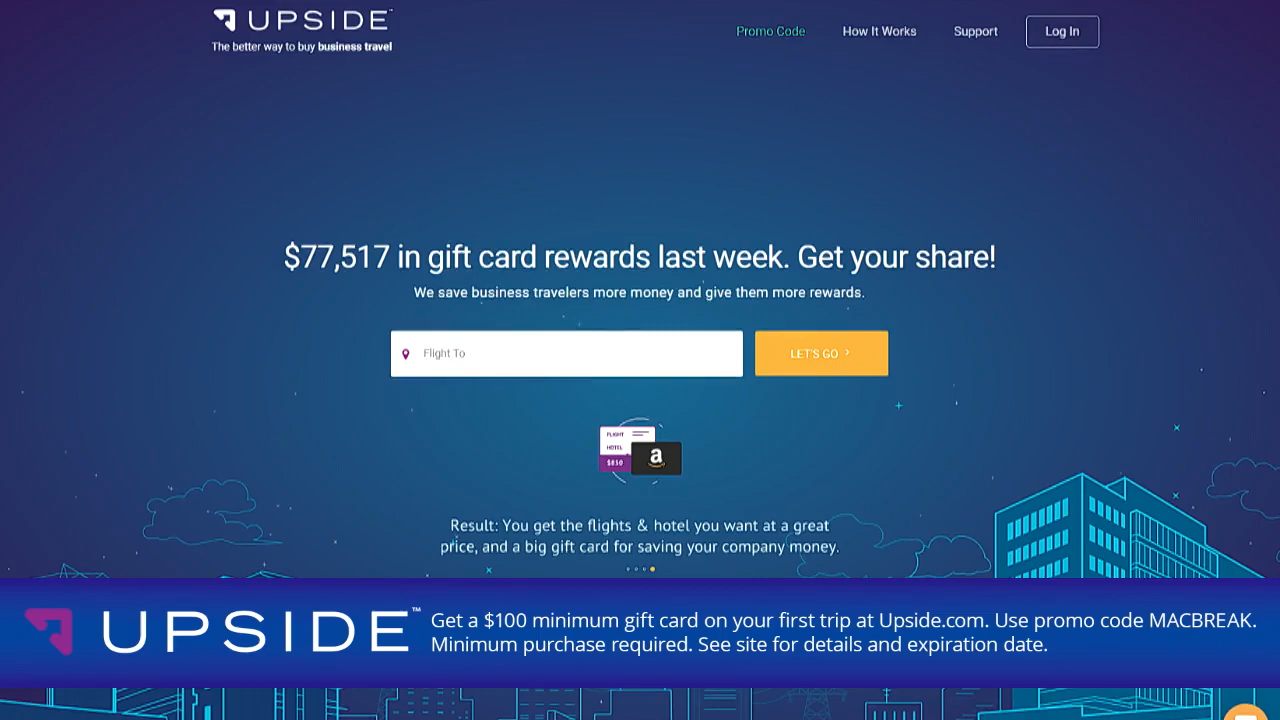 UPSIDE™
The better way to buy business travel
Promo Code
How It Works
Support
Log In
$77,517 in gift card rewards last week. Get your share!
We save business travelers more money and give them more rewards.
Flight To
LET'S GO ›
FLIGHT
HOTEL
$850
a
Result: You get the flights & hotel you want at a great
price, and a big gift card for saving your company money.
UPSIDE™
Get a $100 minimum gift card on your first trip at Upside.com. Use promo code MACBREAK.
Minimum purchase required. See site for details and expiration date.